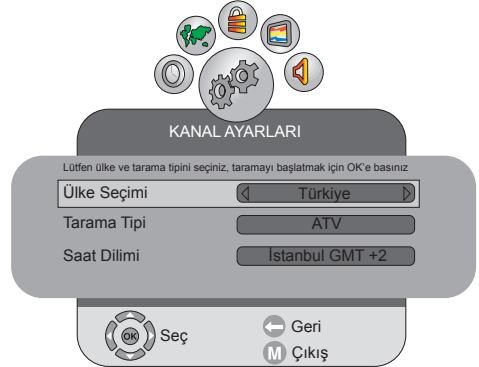 KANAL AYARLARI
Lütfen ülke ve tarama tipini seçiniz, taramayı başlatmak için OK'e basınız
Ülke Seçimi Türkiye
Tarama Tipi ATV
Saat Dilimi İstanbul GMT +2
OK Seç
Geri
M Çıkış